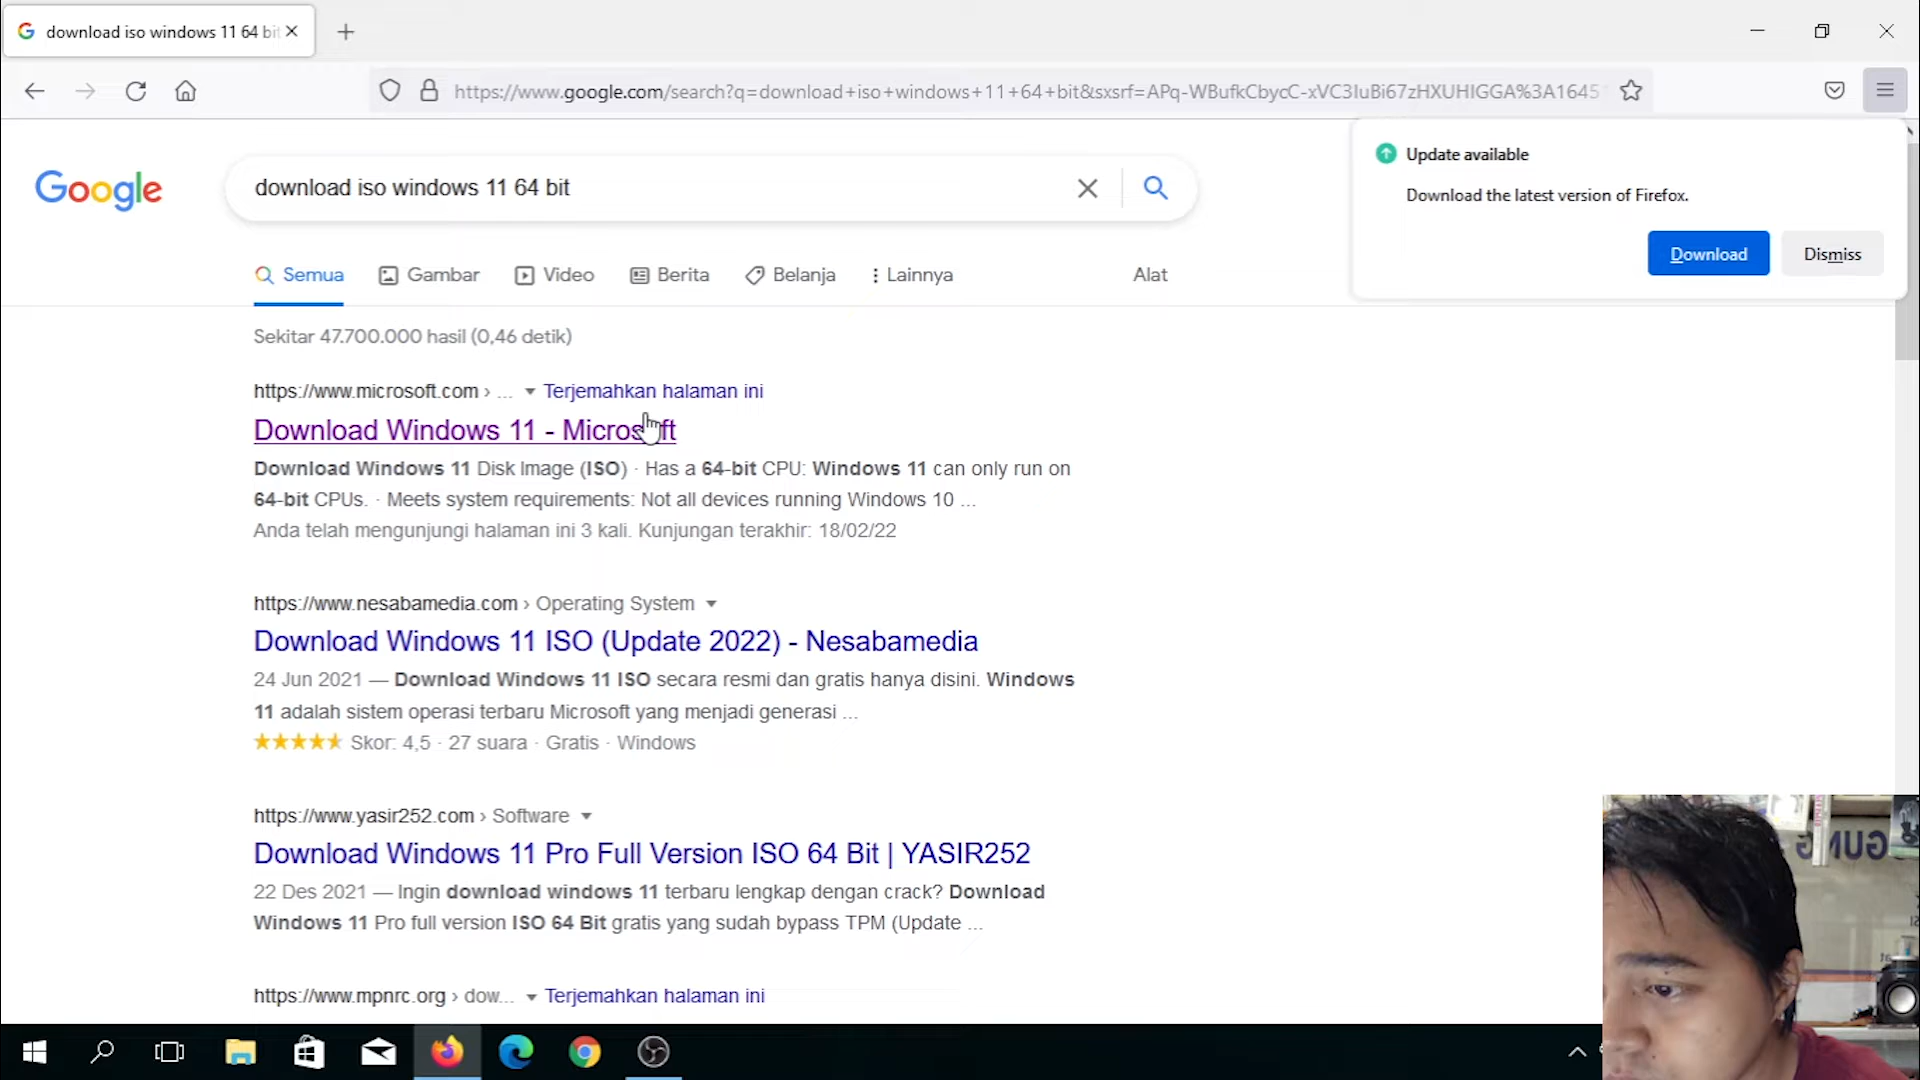 download iso windows 11 64 bit
https://www.google.com/search?q=download+iso+windows+11+64+bit&sxsrf=APq-WBufkCbycC-xVC3IuBi67zHXUHIGGA%3A1645
Update available
Download the latest version of Firefox.
Download
Dismiss
Google
download iso windows 11 64 bit
Semua
Gambar
Video
Berita
Belanja
Lainnya
Alat
Sekitar 47.700.000 hasil (0,46 detik)
https://www.microsoft.com › ... Terjemahkan halaman ini
Download Windows 11 - Microsoft
Download Windows 11 Disk Image (ISO) · Has a 64-bit CPU: Windows 11 can only run on
64-bit CPUs. · Meets system requirements: Not all devices running Windows 10 ...
Anda telah mengunjungi halaman ini 3 kali. Kunjungan terakhir: 18/02/22
https://www.nesabamedia.com › Operating System
Download Windows 11 ISO (Update 2022) - Nesabamedia
24 Jun 2021 — Download Windows 11 ISO secara resmi dan gratis hanya disini. Windows
11 adalah sistem operasi terbaru Microsoft yang menjadi generasi ...
Skor: 4,5 · 27 suara · Gratis · Windows
https://www.yasir252.com › Software
Download Windows 11 Pro Full Version ISO 64 Bit | YASIR252
22 Des 2021 — Ingin download windows 11 terbaru lengkap dengan crack? Download
Windows 11 Pro full version ISO 64 Bit gratis yang sudah bypass TPM (Update ...
https://www.mpnrc.org › dow... Terjemahkan halaman ini